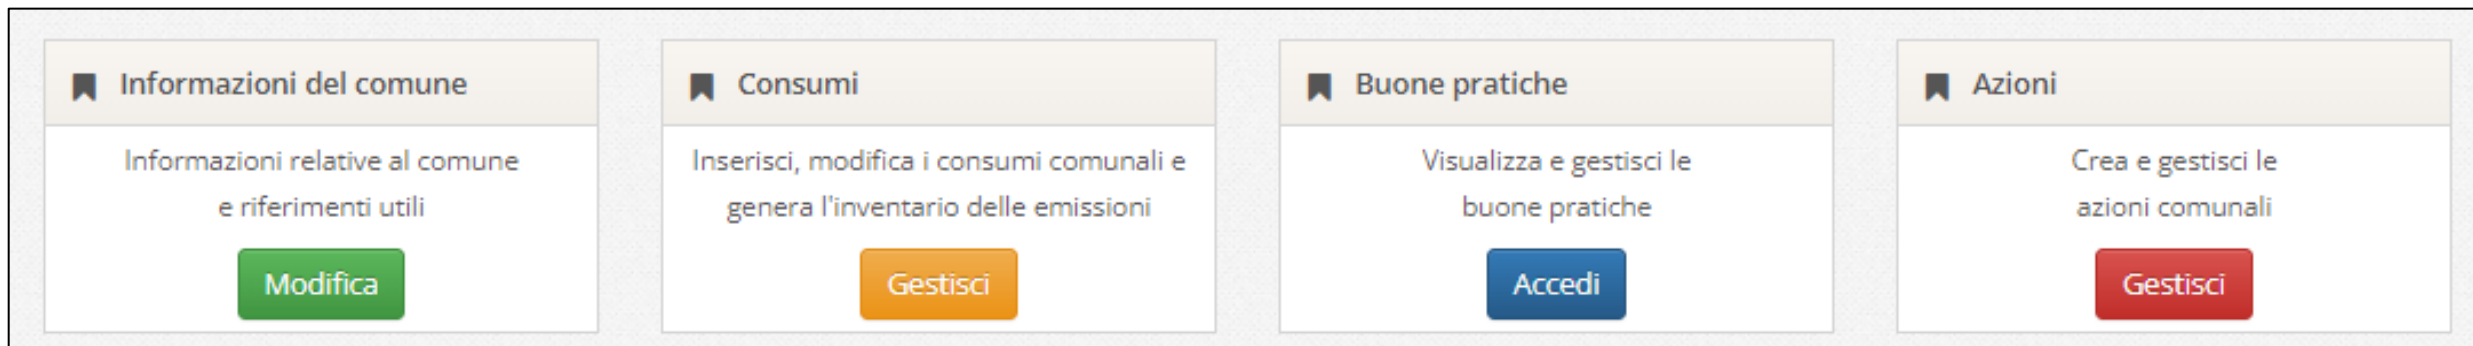 Informazioni del comune
Informazioni relative al comune
e riferimenti utili
Modifica
Consumi
Inserisci, modifica i consumi comunali e
genera l'inventario delle emissioni
Gestisci
Buone pratiche
Visualizza e gestisci le
buone pratiche
Accedi
Azioni
Crea e gestisci le
azioni comunali
Gestisci